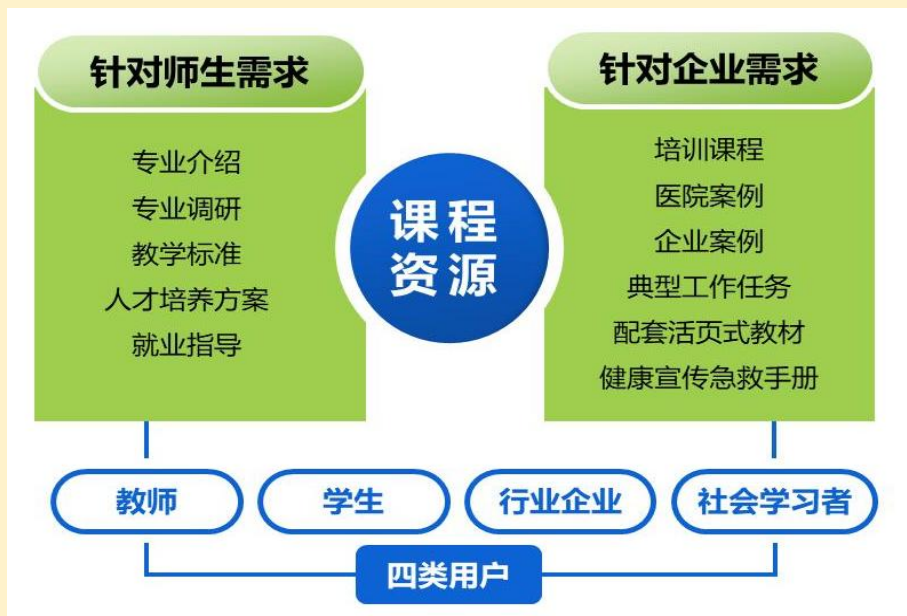 针对师生需求
专业介绍
专业调研
教学标准
人才培养方案
就业指导
课程
资源
针对企业需求
培训课程
医院案例
企业案例
典型工作任务
配套活页式教材
健康宣传急救手册
教师
学生
行业企业
社会学习者
四类用户